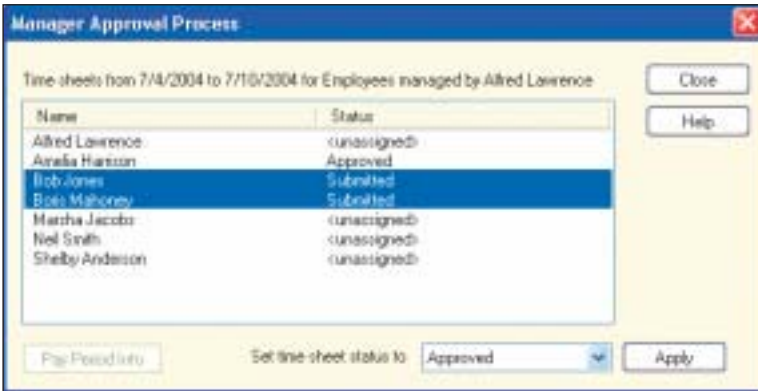 Manager Approval Process
Time sheets from 7/4/2004 to 7/10/2004 for Employees managed by Alfred Lawrence
Close
Help
Name Status
Alfred Lawrence <unassigned>
Amelia Harrison Approved
Bob Jones Submitted
Boris Mahoney Submitted
Marsha Jacobs <unassigned>
Neil Smith <unassigned>
Shelby Anderson <unassigned>
Pay Period Info
Set time sheet status to Approved
Apply